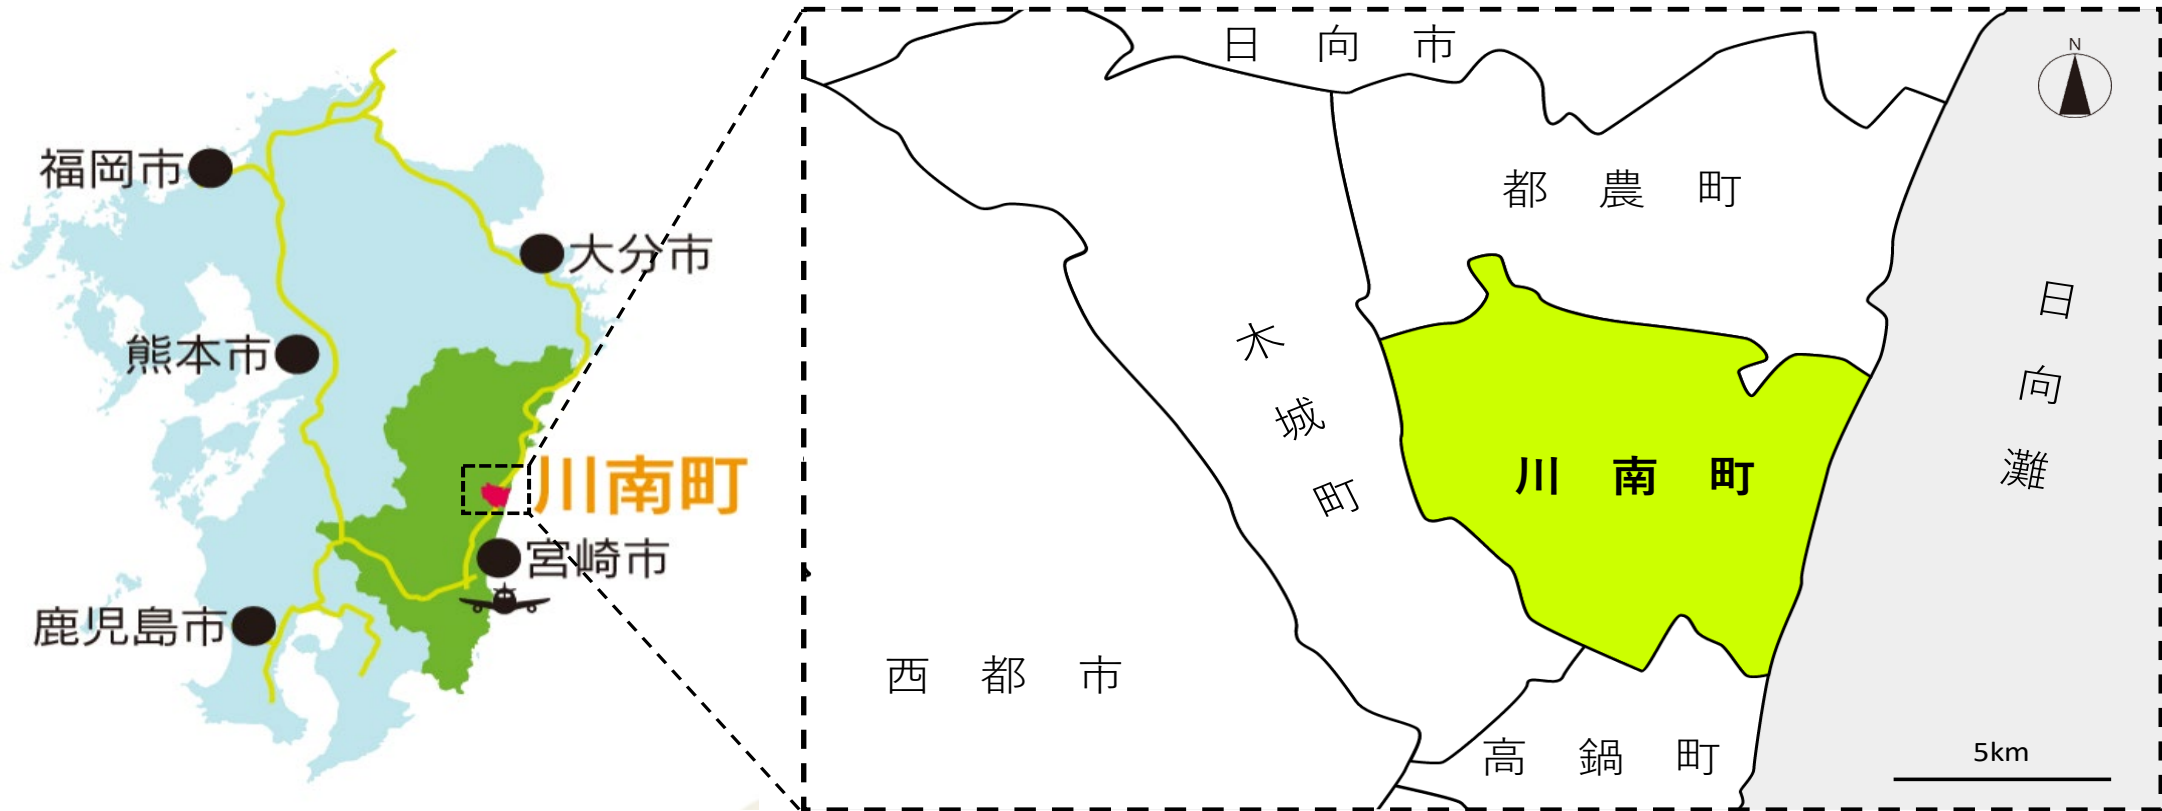 福岡市
大分市
熊本市
川南町
宮崎市
鹿児島市
日向市
N
都農町
日向灘
木城町
川南町
西都市
高鍋町
5km